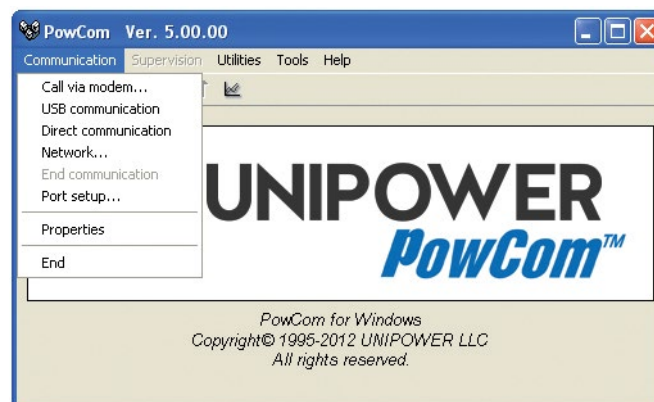 PowCom Ver. 5.00.00
Communication Supervision Utilities Tools Help
Call via modem...
USB communication
Direct communication
Network...
End communication
Port setup...
Properties
End
UNIPOWER
PowCom™
PowCom for Windows
Copyright© 1995-2012 UNIPOWER LLC
All rights reserved.